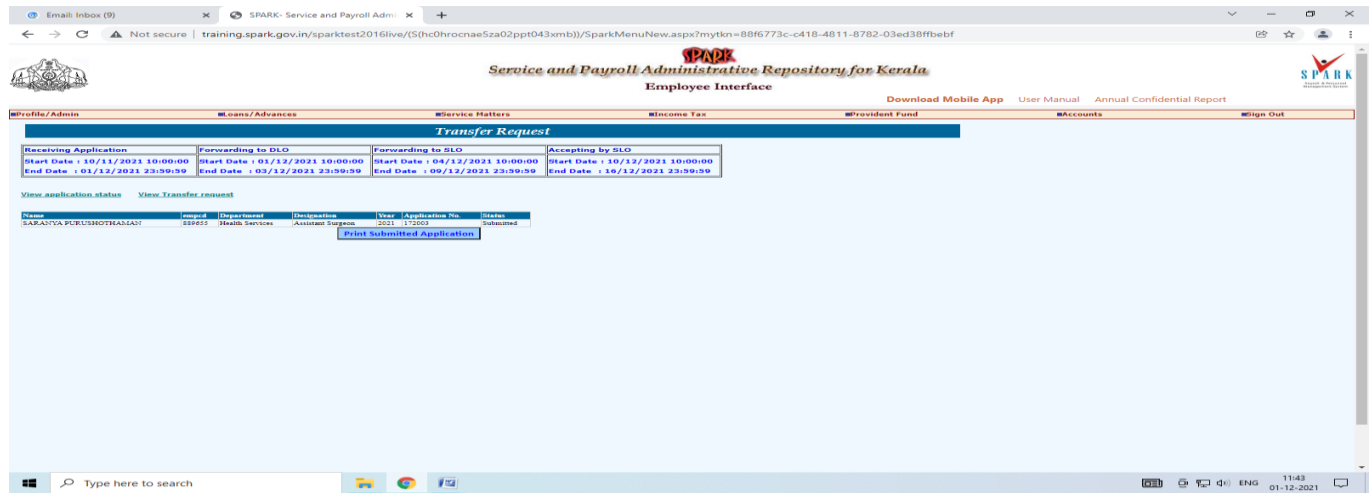 Email: Inbox (9)
SPARK- Service and Payroll Admi
Not secure | training.spark.gov.in/sparktest2016live/(S(hc0hrocnae5za02ppt043xmb))/SparkMenuNew.aspx?mytkn=88f6773c-c418-4811-8782-03ed38ffbebf
SPARK
Service and Payroll Administrative Repository for Kerala
Employee Interface
SPARK
Download Mobile App User Manual Annual Confidential Report
Profile/Admin Loans/Advances Service Matters Income Tax Provident Fund Accounts Sign Out
Transfer Request
Receiving Application Forwarding to DLO Forwarding to SLO Accepting by SLO
Start Date : 10/11/2021 10:00:00 Start Date : 01/12/2021 10:00:00 Start Date : 04/12/2021 10:00:00 Start Date : 10/12/2021 10:00:00
End Date : 01/12/2021 23:59:59 End Date : 03/12/2021 23:59:59 End Date : 09/12/2021 23:59:59 End Date : 16/12/2021 23:59:59
View application status View Transfer request
Name empcd Department Designation Year Application No. Status
SARANYA PURUSHOTHAMAN 889655 Health Services Assistant Surgeon 2021 172003 Submitted
Print Submitted Application
Type here to search
ENG
11:43
01-12-2021